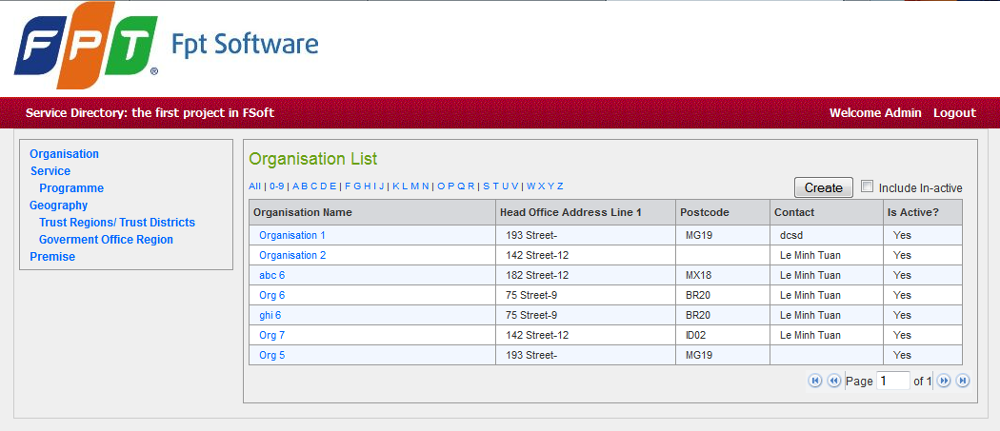 FPT ® Fpt Software
Service Directory: the first project in FSoft Welcome Admin Logout
Organisation
Service
Programme
Geography
Trust Regions/ Trust Districts
Goverment Office Region
Premise
Organisation List
All | 0-9 | A B C D E | F G H I J | K L M N | O P Q R | S T U V | W X Y Z
Create Include In-active
Organisation Name Head Office Address Line 1 Postcode Contact Is Active?
Organisation 1 193 Street- MG19 dcsd Yes
Organisation 2 142 Street-12 Le Minh Tuan Yes
abc 6 182 Street-12 MX18 Le Minh Tuan Yes
Org 6 75 Street-9 BR20 Le Minh Tuan Yes
ghi 6 75 Street-9 BR20 Le Minh Tuan Yes
Org 7 142 Street-12 ID02 Le Minh Tuan Yes
Org 5 193 Street- MG19 Yes
Page 1 of 1